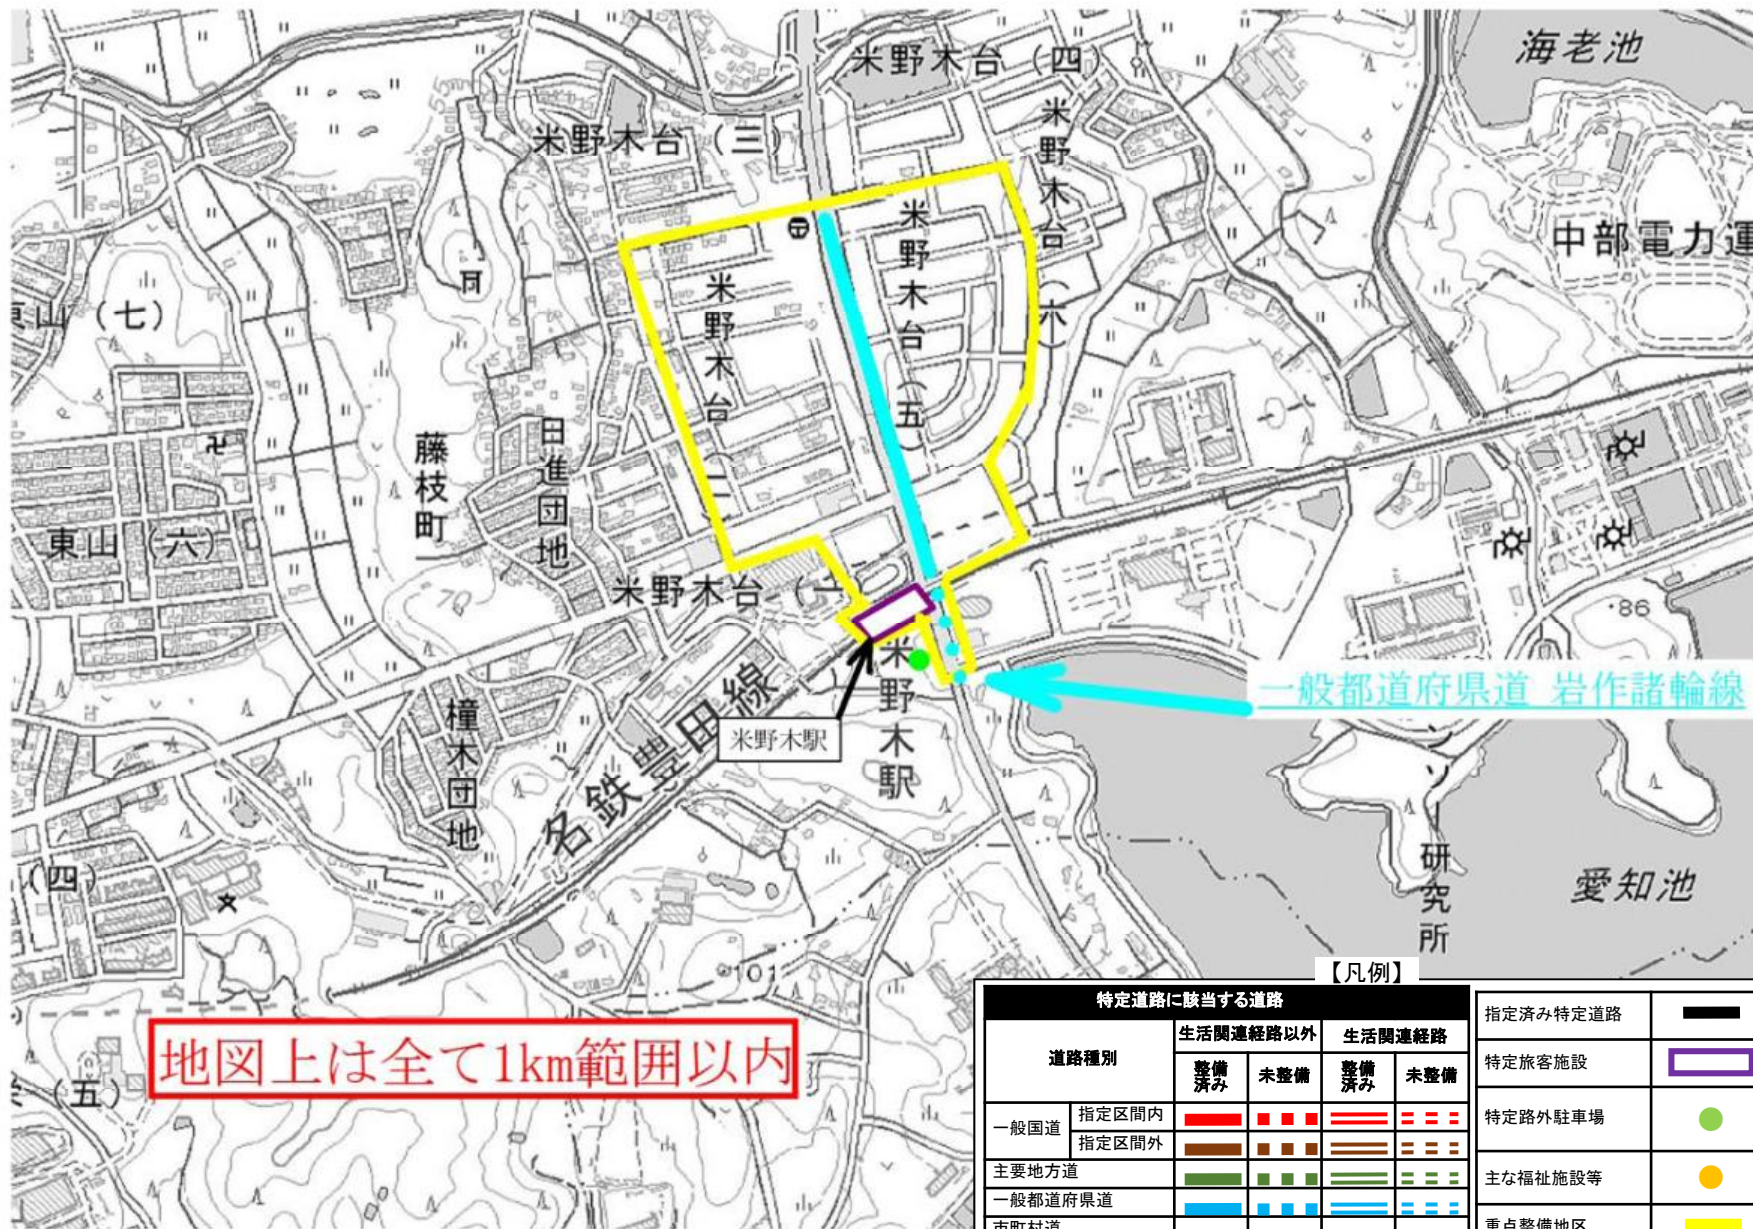 米野木台(四)
海老池
米野木台(三)
米野木台(六)
米野木台(五)
米野木台(二)
中部電力運
東山(七)
藤枝町
日進団地
東山(六)
米野木台(一
86
米野木駅
米野木駅
一般都道府県道 岩作諸輪線
名鉄豊田線
橦木団地
ンソー研究所
愛知池
(四)
101
(五)
地図上は全て1km範囲以内
【凡例】
特定道路に該当する道路
道路種別
生活関連経路以外
生活関連経路
整備済み
未整備
整備済み
未整備
一般国道
指定区間内
指定区間外
主要地方道
一般都道府県道
市町村道
指定済み特定道路
特定旅客施設
特定路外駐車場
主な福祉施設等
重点整備地区